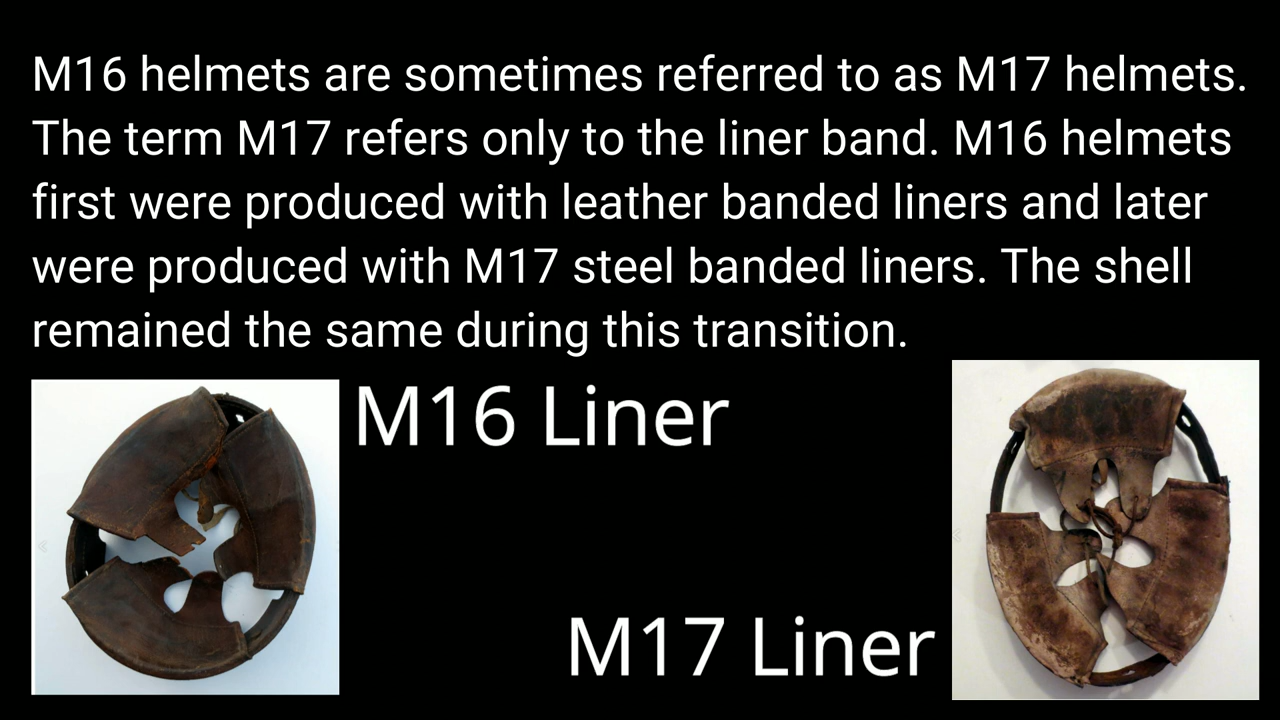 M16 helmets are sometimes referred to as M17 helmets.
The term M17 refers only to the liner band. M16 helmets
first were produced with leather banded liners and later
were produced with M17 steel banded liners. The shell
remained the same during this transition.
M16 Liner
M17 Liner